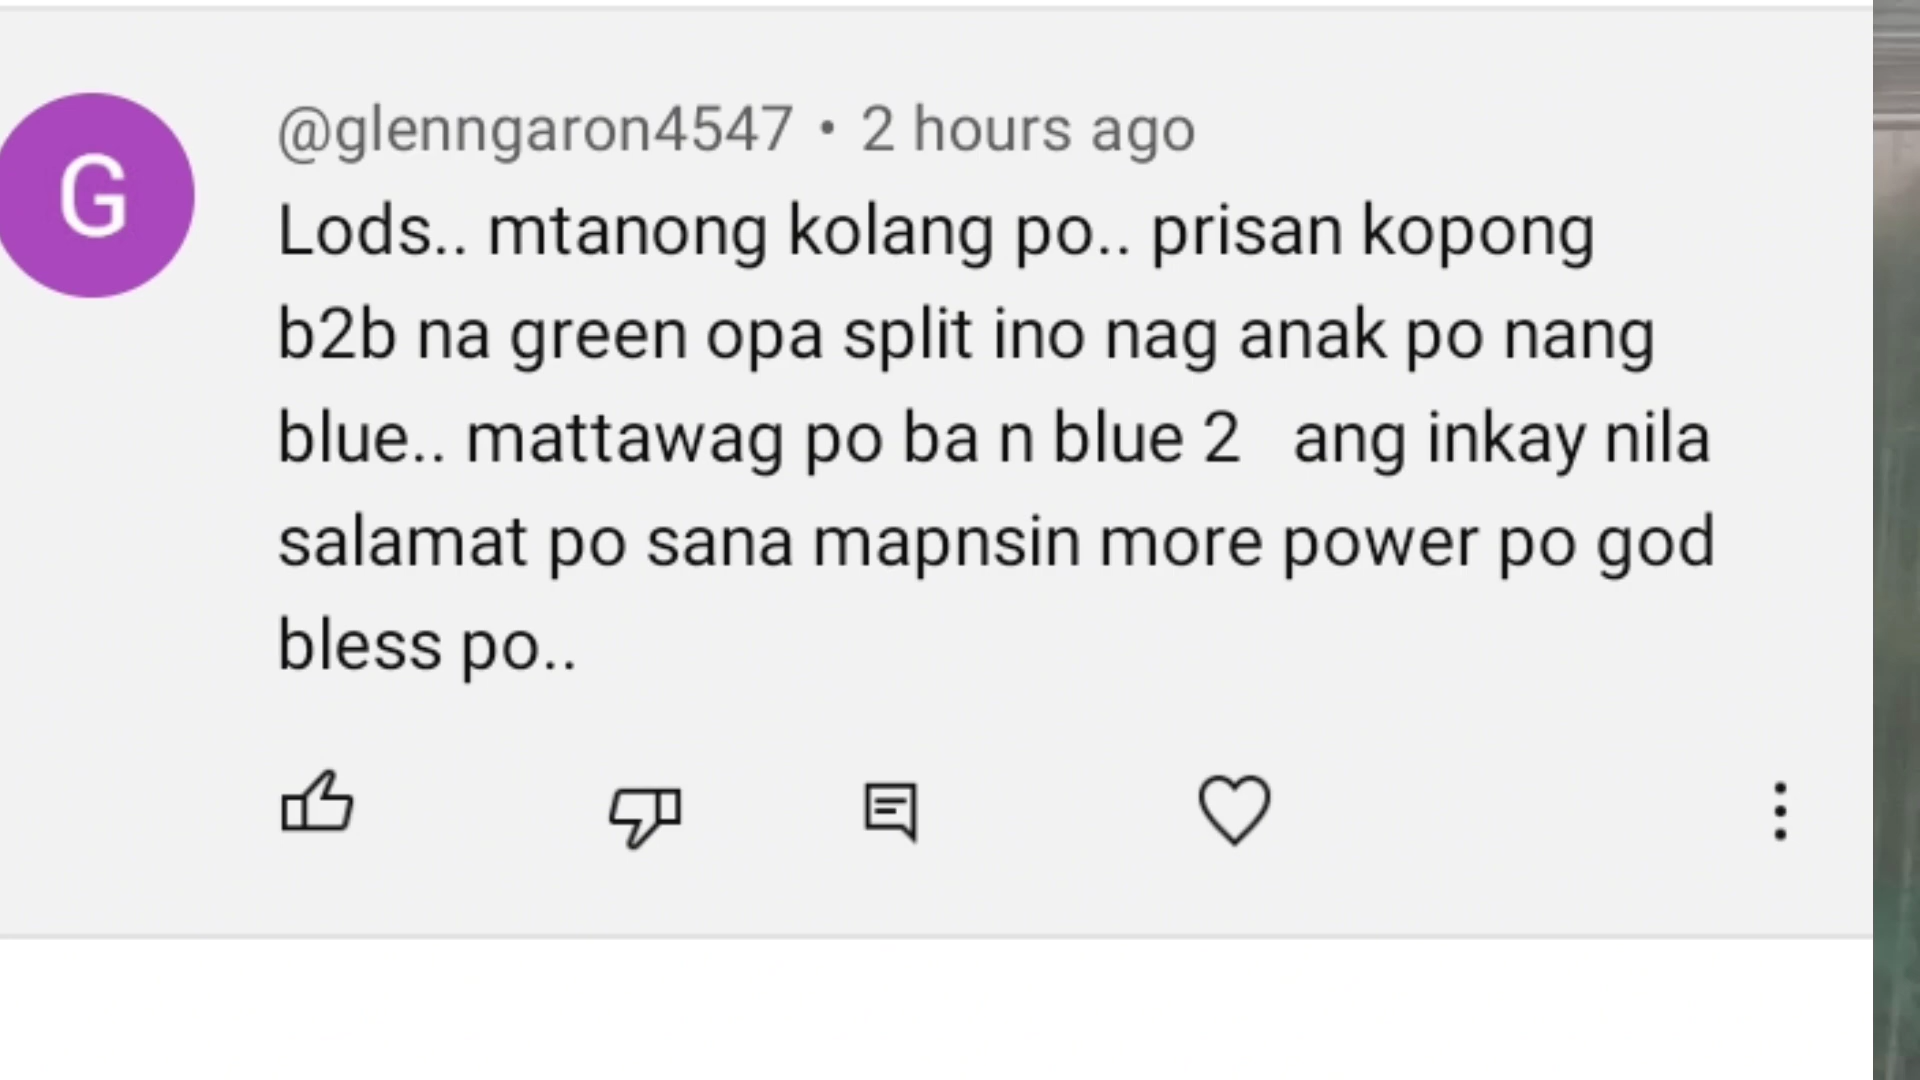 G
@glenngaron4547 • 2 hours ago
Lods.. mtanong kolang po.. prisan kopong
b2b na green opa split ino nag anak po nang
blue.. mattawag po ba n blue 2 ang inkay nila
salamat po sana mapnsin more power po god
bless po..